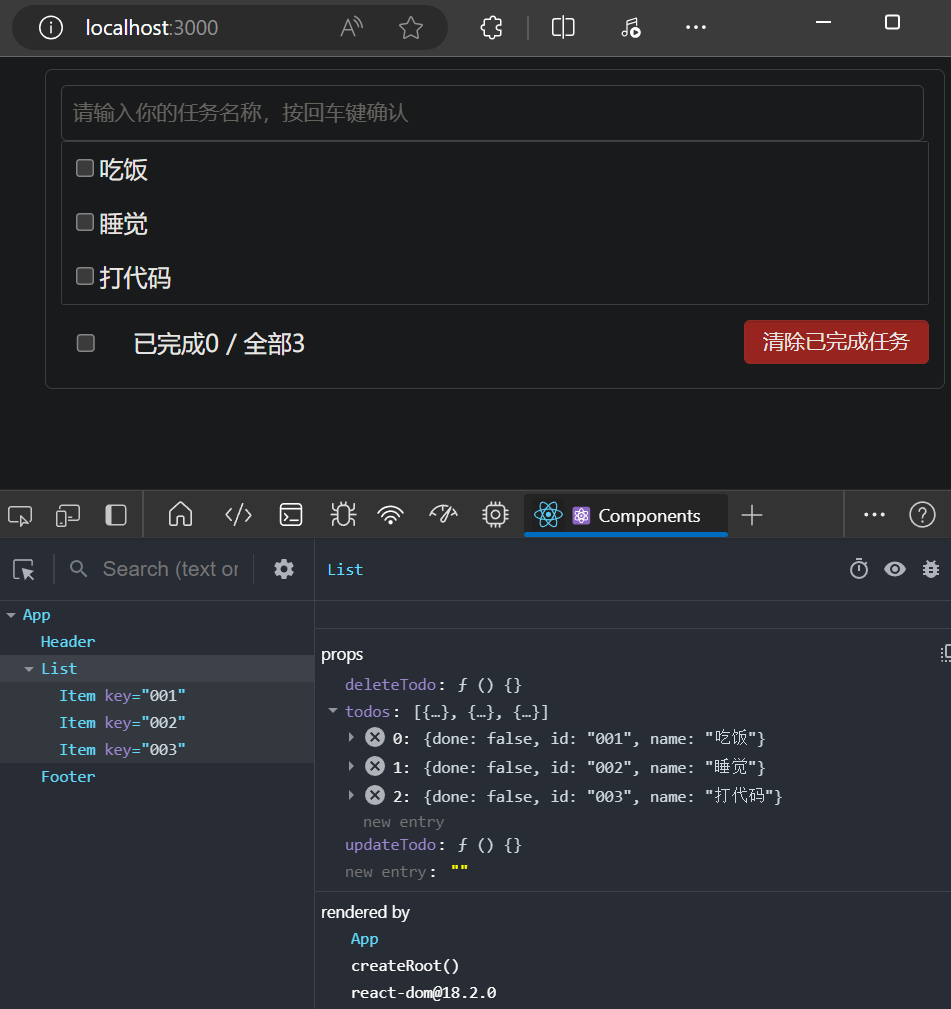 localhost:3000
请输入你的任务名称，按回车键确认
吃饭
睡觉
打代码
已完成0 / 全部3
清除已完成任务
Components
Search (text or
List
App
Header
List
Item key="001"
Item key="002"
Item key="003"
Footer
props
deleteTodo: ƒ () {}
todos: [{…}, {…}, {…}]
0: {done: false, id: "001", name: "吃饭"}
1: {done: false, id: "002", name: "睡觉"}
2: {done: false, id: "003", name: "打代码"}
new entry
updateTodo: ƒ () {}
new entry: ""
rendered by
App
createRoot()
react-dom@18.2.0